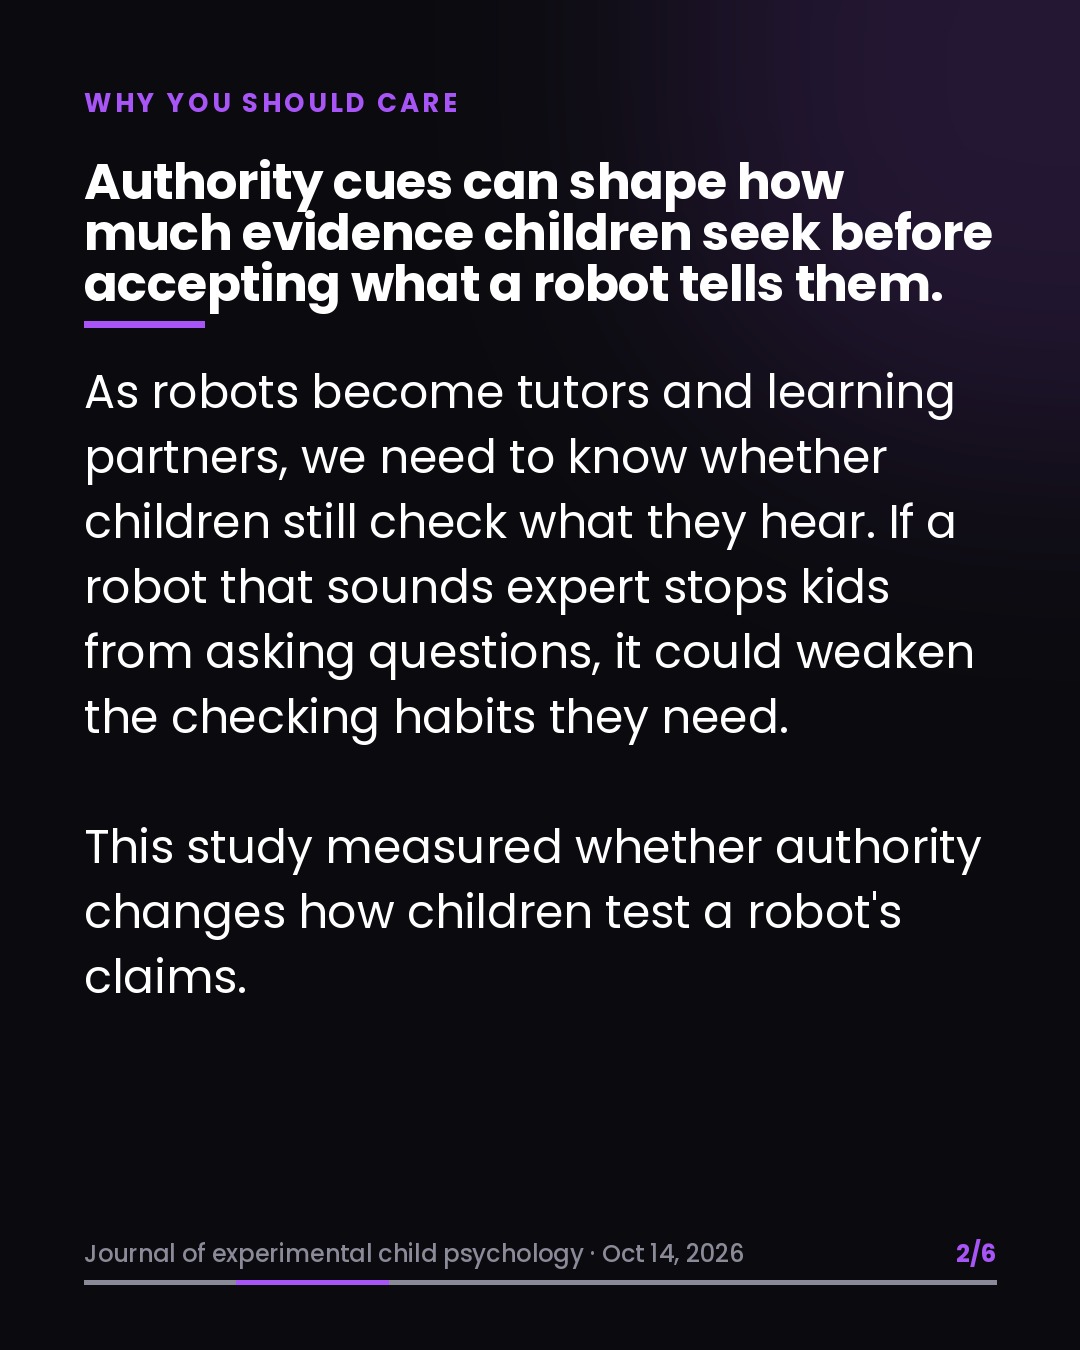 WHY YOU SHOULD CARE
Authority cues can shape how
much evidence children seek before
accepting what a robot tells them.
As robots become tutors and learning
partners, we need to know whether
children still check what they hear. If a
robot that sounds expert stops kids
from asking questions, it could weaken
the checking habits they need.
This study measured whether authority
changes how children test a robot's
claims.
Journal of experimental child psychology · Oct 14, 2026
2/6